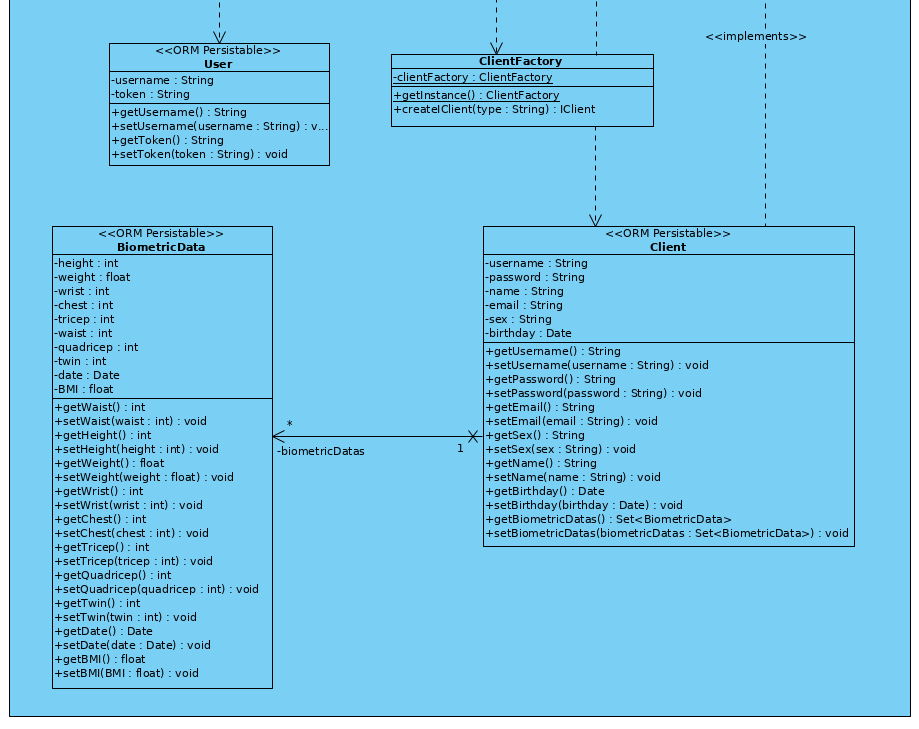 <<implements>>
<<ORM Persistable>>
User
-username : String
-token : String
+getUsername() : String
+setUsername(username : String) : v...
+getToken() : String
+setToken(token : String) : void
ClientFactory
-clientFactory : ClientFactory
+getInstance() : ClientFactory
+createIClient(type : String) : IClient
<<ORM Persistable>>
BiometricData
-height : int
-weight : float
-wrist : int
-chest : int
-tricep : int
-waist : int
-quadricep : int
-twin : int
-date : Date
-BMI : float
+getWaist() : int
+setWaist(waist : int) : void
+getHeight() : int
+setHeight(height : int) : void
+getWeight() : float
+setWeight(weight : float) : void
+getWrist() : int
+setWrist(wrist : int) : void
+getChest() : int
+setChest(chest : int) : void
+getTricep() : int
+setTricep(tricep : int) : void
+getQuadricep() : int
+setQuadricep(quadricep : int) : void
+getTwin() : int
+setTwin(twin : int) : void
+getDate() : Date
+setDate(date : Date) : void
+getBMI() : float
+setBMI(BMI : float) : void
*
-biometricDatas
1
<<ORM Persistable>>
Client
-username : String
-password : String
-name : String
-email : String
-sex : String
-birthday : Date
+getUsername() : String
+setUsername(username : String) : void
+getPassword() : String
+setPassword(password : String) : void
+getEmail() : String
+setEmail(email : String) : void
+getSex() : String
+setSex(sex : String) : void
+getName() : String
+setName(name : String) : void
+getBirthday() : Date
+setBirthday(birthday : Date) : void
+getBiometricDatas() : Set<BiometricData>
+setBiometricDatas(biometricDatas : Set<BiometricData>) : void